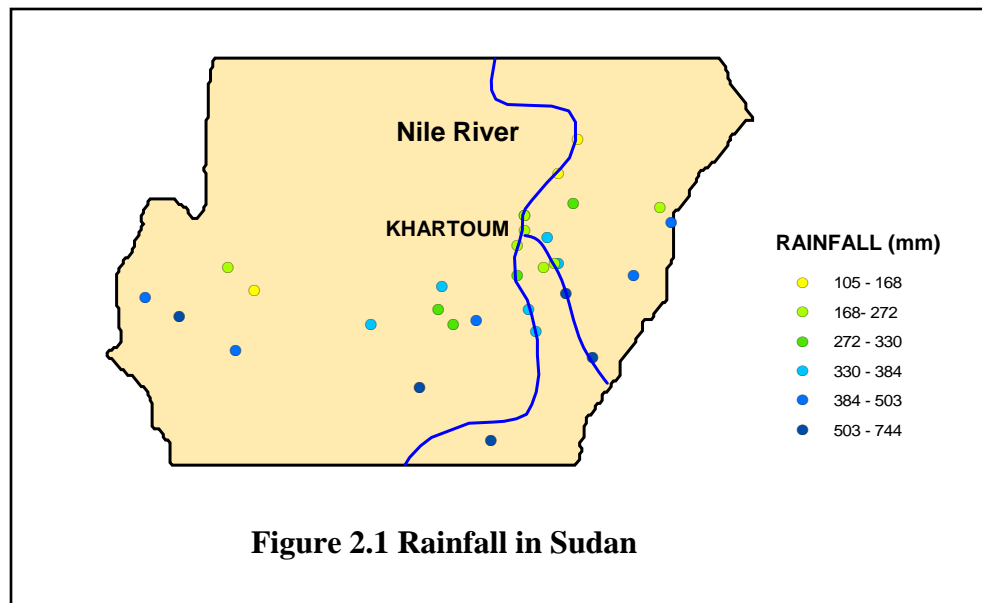 Nile River
KHARTOUM
RAINFALL (mm)
105 - 168
168- 272
272 - 330
330 - 384
384 - 503
503 - 744
Figure 2.1 Rainfall in Sudan